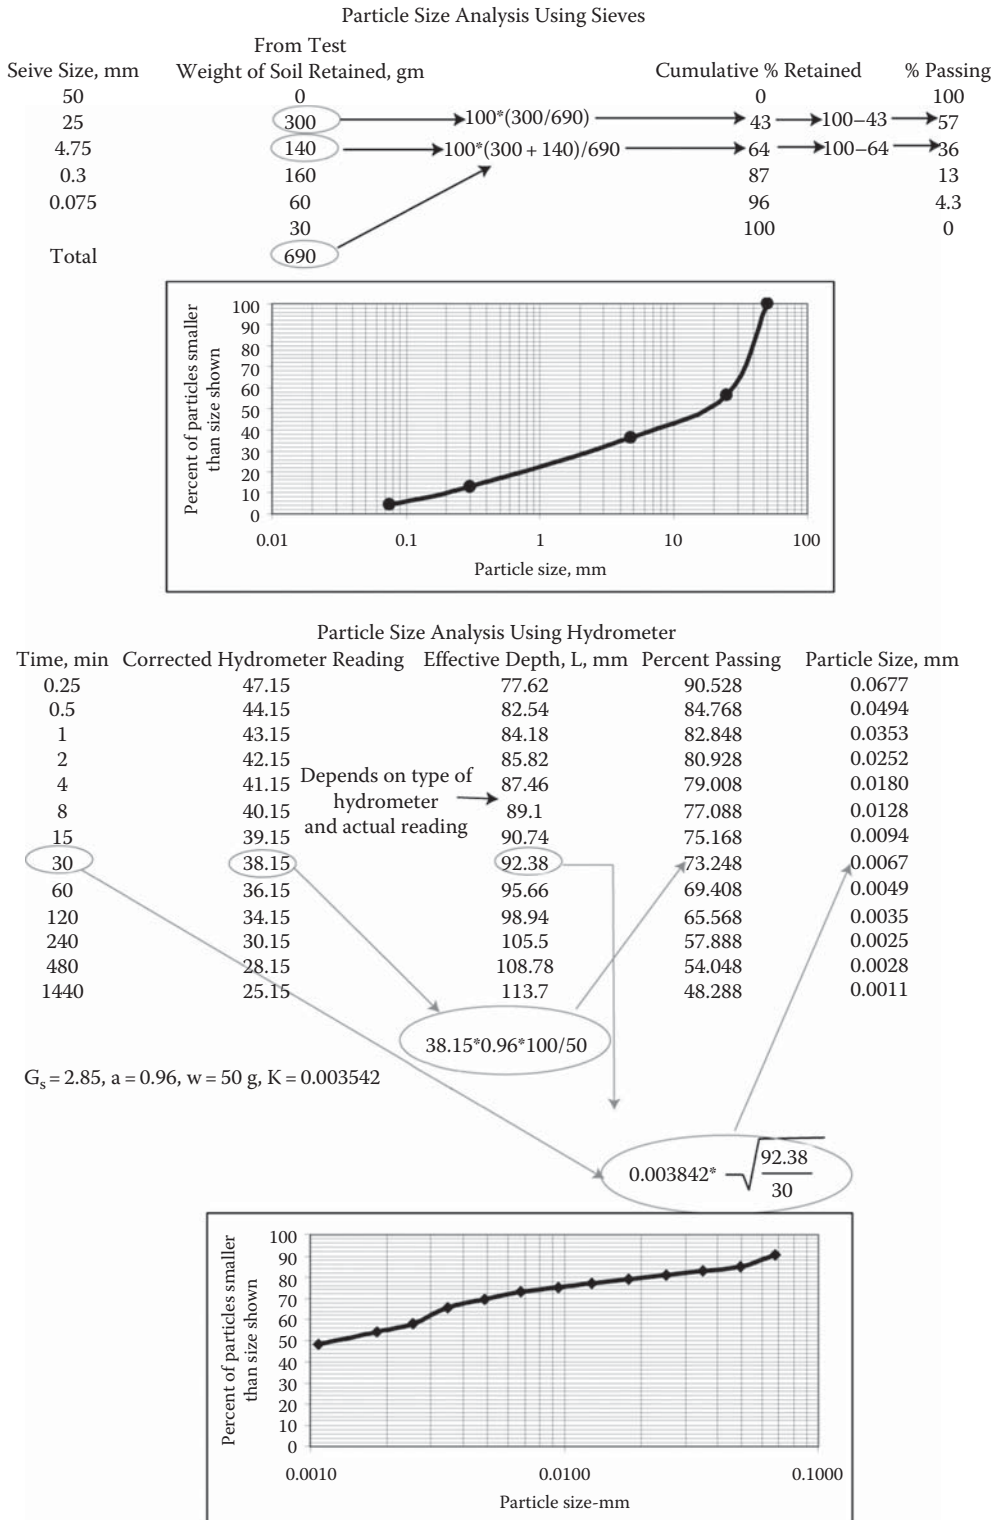 Particle Size Analysis Using Sieves
From Test
Seive Size, mm Weight of Soil Retained, gm Cumulative % Retained % Passing
50 0 0 100
25 300 100*(300/690) 43 100–43 57
4.75 140 100*(300 + 140)/690 64 100–64 36
0.3 160 87 13
0.075 60 96 4.3
30 100 0
Total 690
Percent of particles smaller
than size shown
100
90
80
70
60
50
40
30
20
10
0
0.01 0.1 1 10 100
Particle size, mm
Particle Size Analysis Using Hydrometer
Time, min Corrected Hydrometer Reading Effective Depth, L, mm Percent Passing Particle Size, mm
0.25 47.15 77.62 90.528 0.0677
0.5 44.15 82.54 84.768 0.0494
1 43.15 84.18 82.848 0.0353
2 42.15 85.82 80.928 0.0252
4 41.15 87.46 79.008 0.0180
8 40.15 89.1 77.088 0.0128
15 39.15 90.74 75.168 0.0094
30 38.15 92.38 73.248 0.0067
60 36.15 95.66 69.408 0.0049
120 34.15 98.94 65.568 0.0035
240 30.15 105.5 57.888 0.0025
480 28.15 108.78 54.048 0.0028
1440 25.15 113.7 48.288 0.0011
Depends on type of
hydrometer
and actual reading
38.15*0.96*100/50
Gs = 2.85, a = 0.96, w = 50 g, K = 0.003542
0.003842* √ 92.38
30
Percent of particles smaller
than size shown
100
90
80
70
60
50
40
30
20
10
0
0.0010 0.0100 0.1000
Particle size-mm